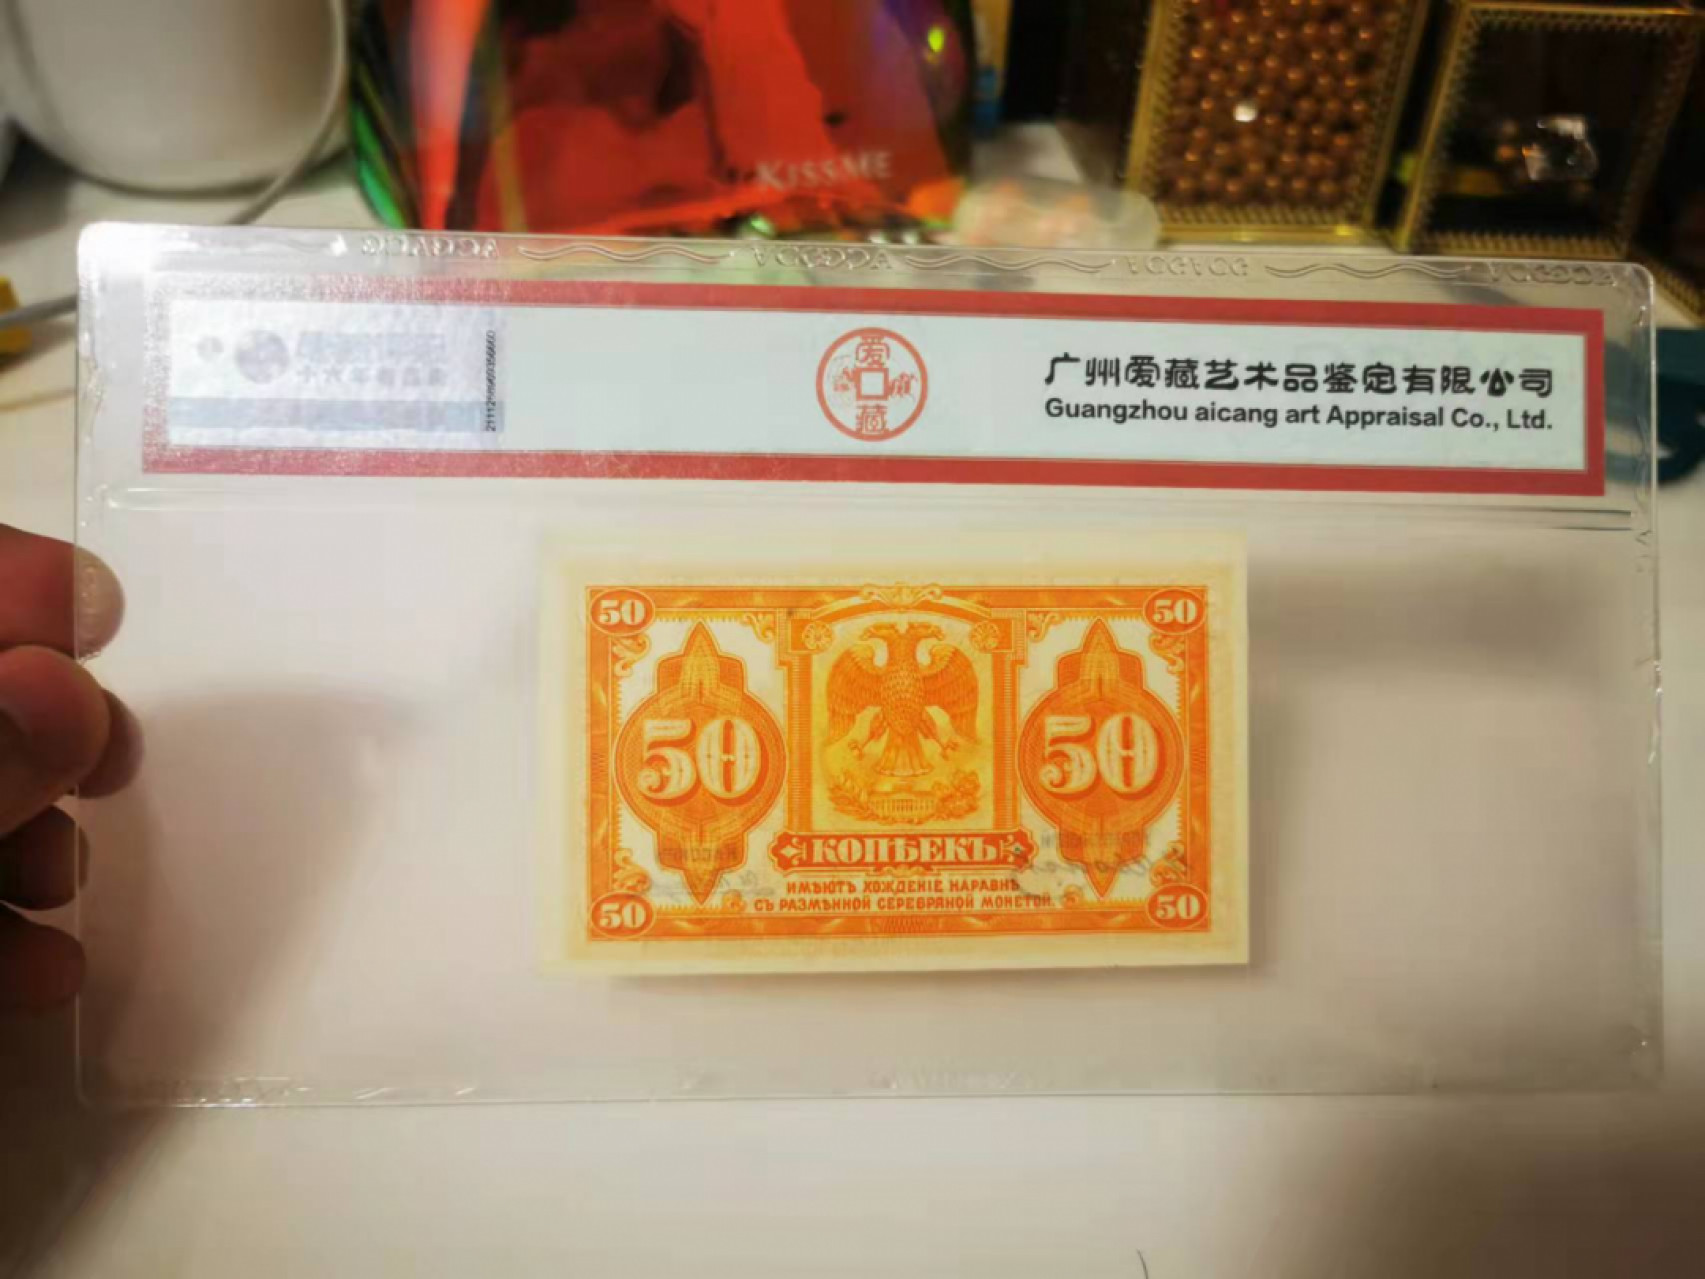 KISSME
广州爱藏艺术品鉴定有限公司
Guangzhou aicang art Appraisal Co., Ltd.
爱
藏
50
50
50
50
КОПѢЕКЪ
ИМѢЮТЪ ХОЖДЕНІЕ НАРАВНѢ
СЪ РАЗМѢННОЙ СЕРЕБРЯНОЙ МОНЕТОЙ.
50
50